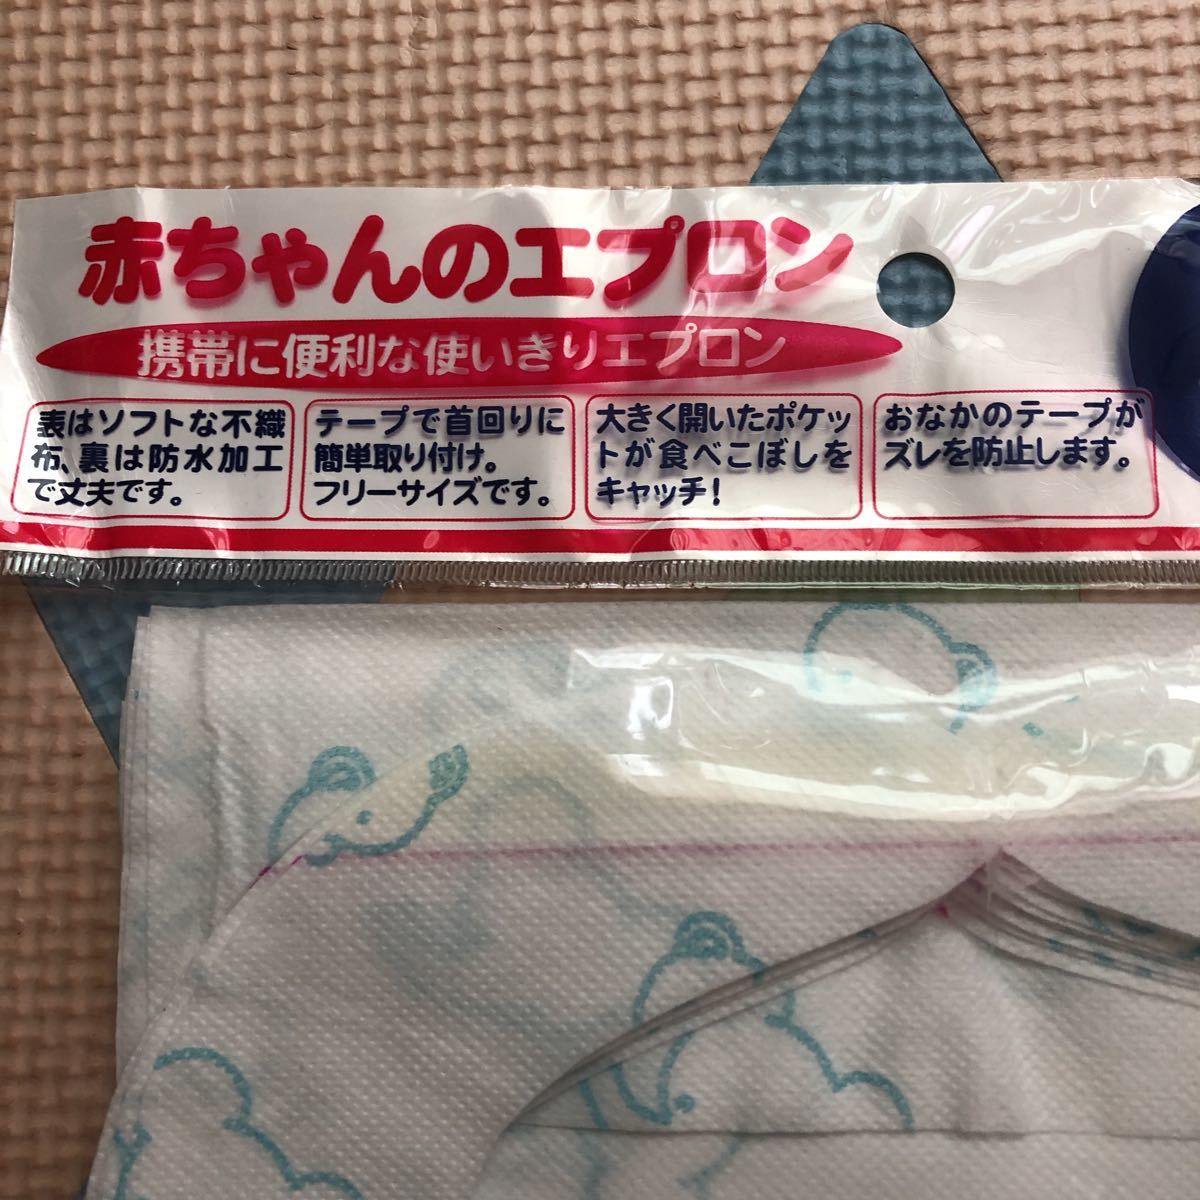 赤ちゃんのエプロン
携帯に便利な使いきりエプロン
表はソフトな不織
布、裏は防水加工
で丈夫です。
テープで首回りに
簡単取り付け。
フリーサイズです。
大きく開いたポケッ
トが食べこぼしを
キャッチ!
おなかのテープが
ズレを防止します。